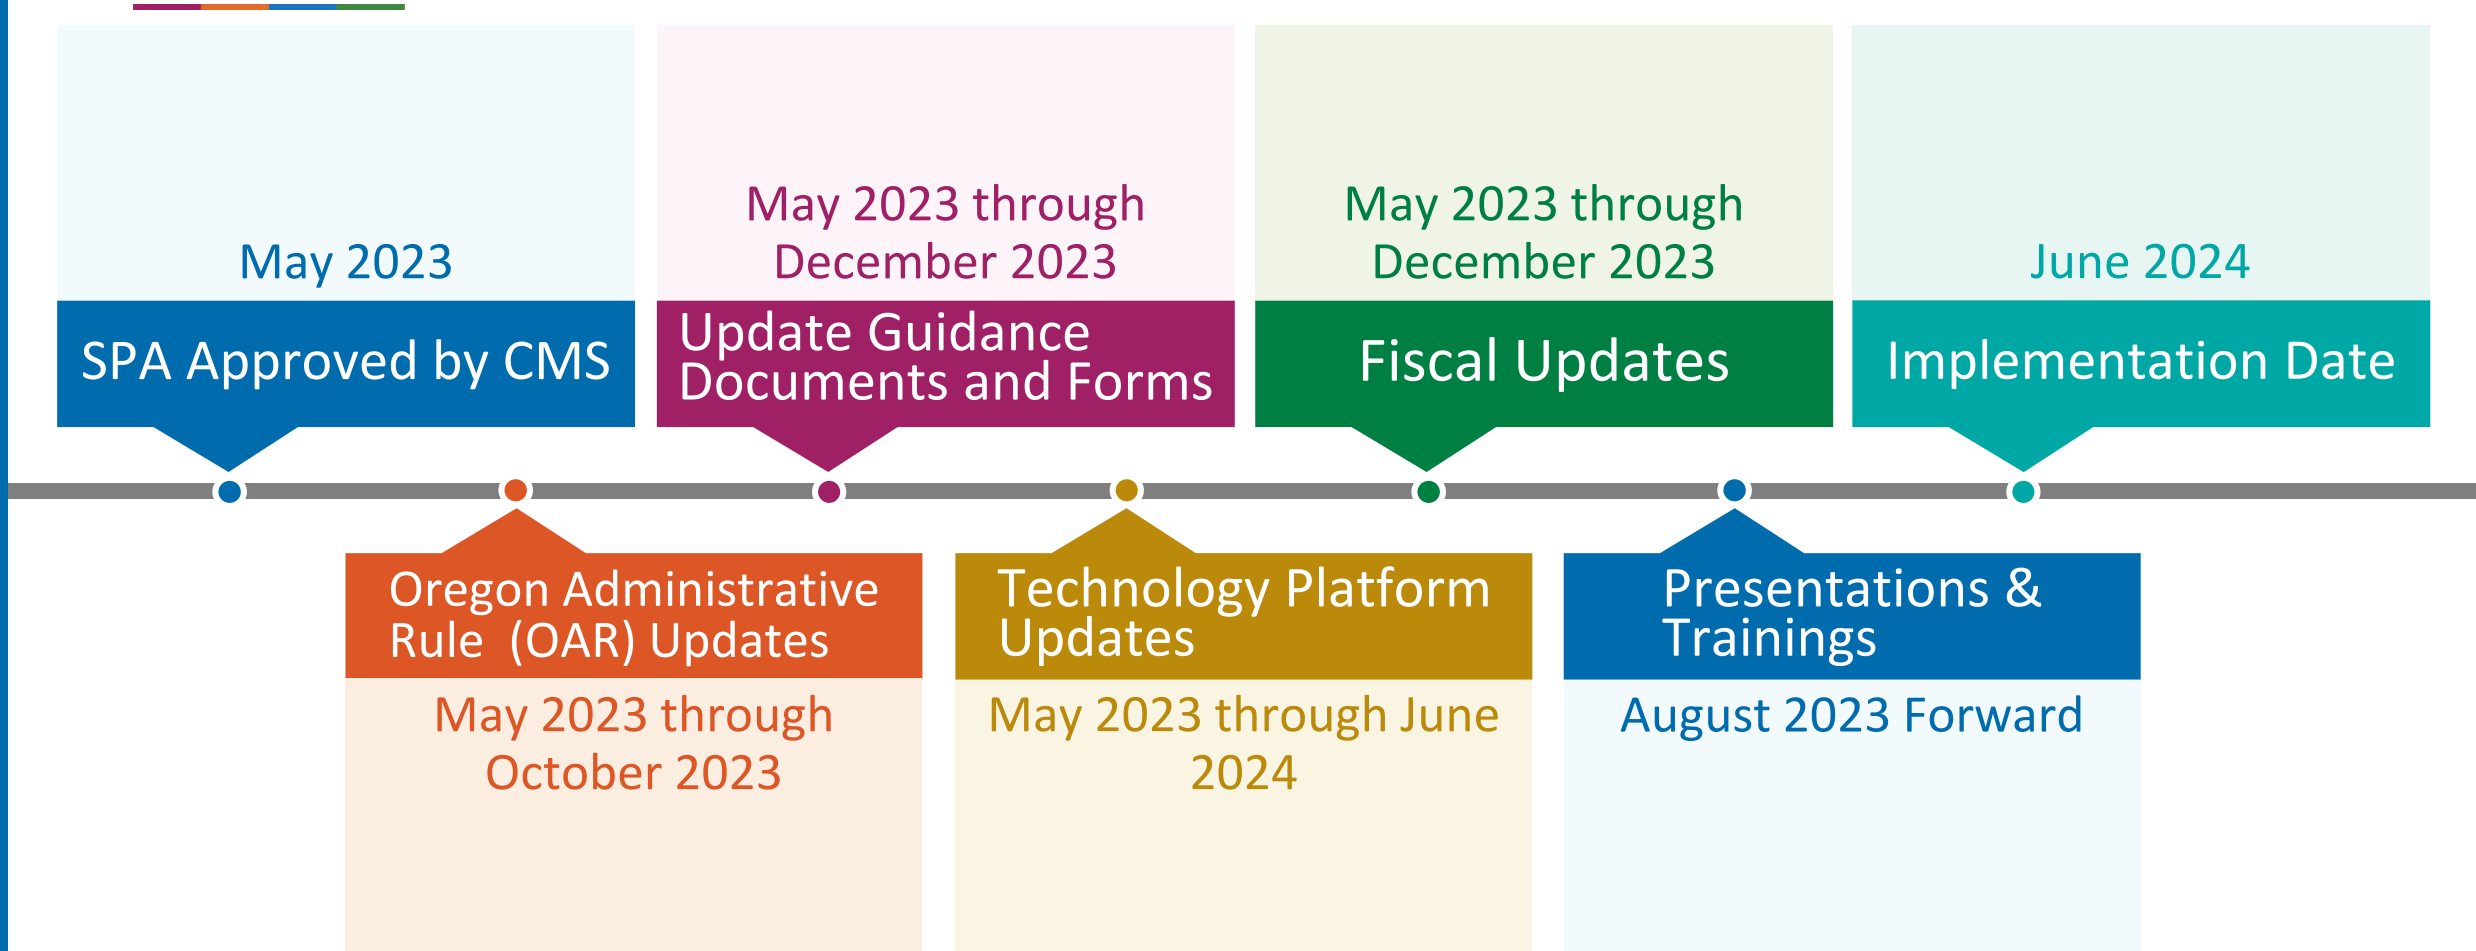 May 2023
SPA Approved by CMS
Oregon Administrative
Rule  (OAR) Updates
May 2023 through
October 2023
May 2023 through
December 2023
Update Guidance
Documents and Forms
Technology Platform
Updates
May 2023 through June
2024
May 2023 through
December 2023
Fiscal Updates
Presentations &
Trainings
August 2023 Forward
June 2024
Implementation Date